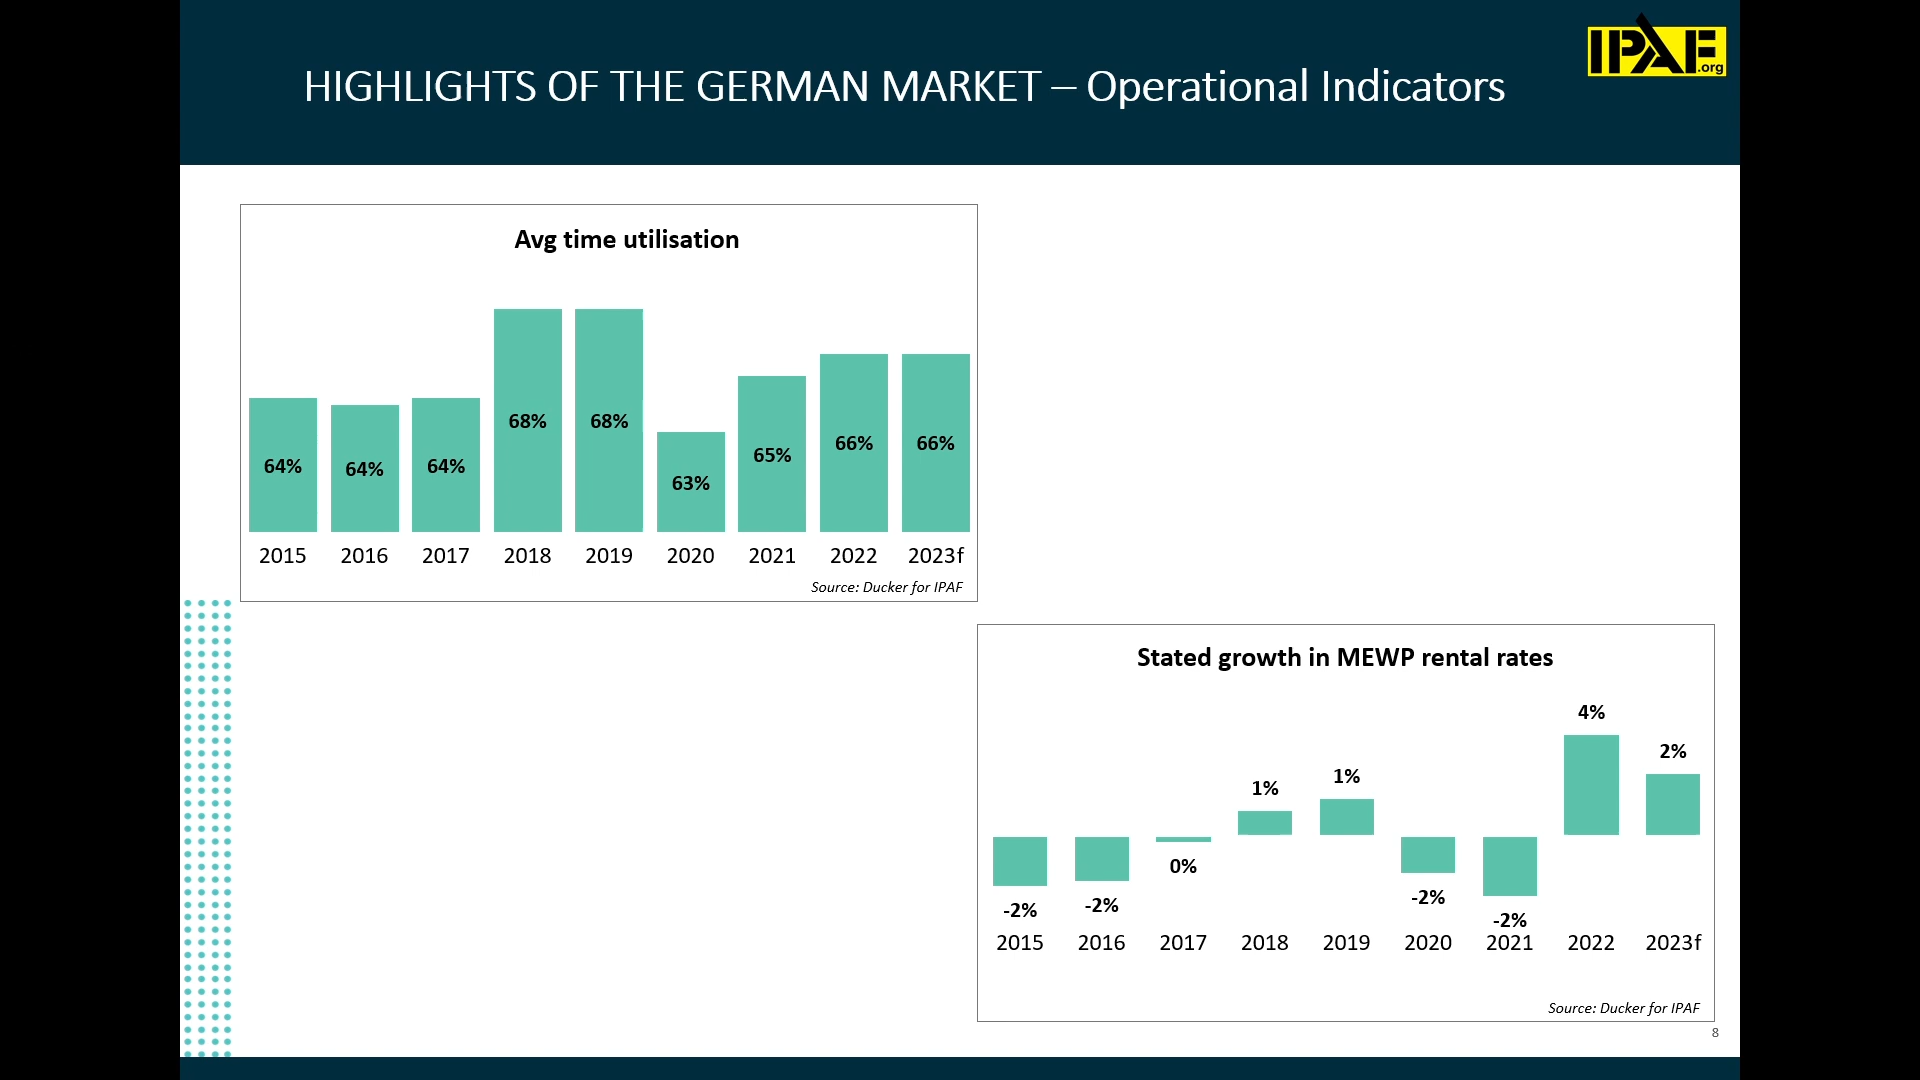 HIGHLIGHTS OF THE GERMAN MARKET – Operational Indicators
IPAF
.org
Avg time utilisation
64% 64% 64% 68% 68% 63% 65% 66% 66%
2015 2016 2017 2018 2019 2020 2021 2022 2023f
Source: Ducker for IPAF
Stated growth in MEWP rental rates
-2% -2% 0% 1% 1% -2% -2% 4% 2%
2015 2016 2017 2018 2019 2020 2021 2022 2023f
Source: Ducker for IPAF
8